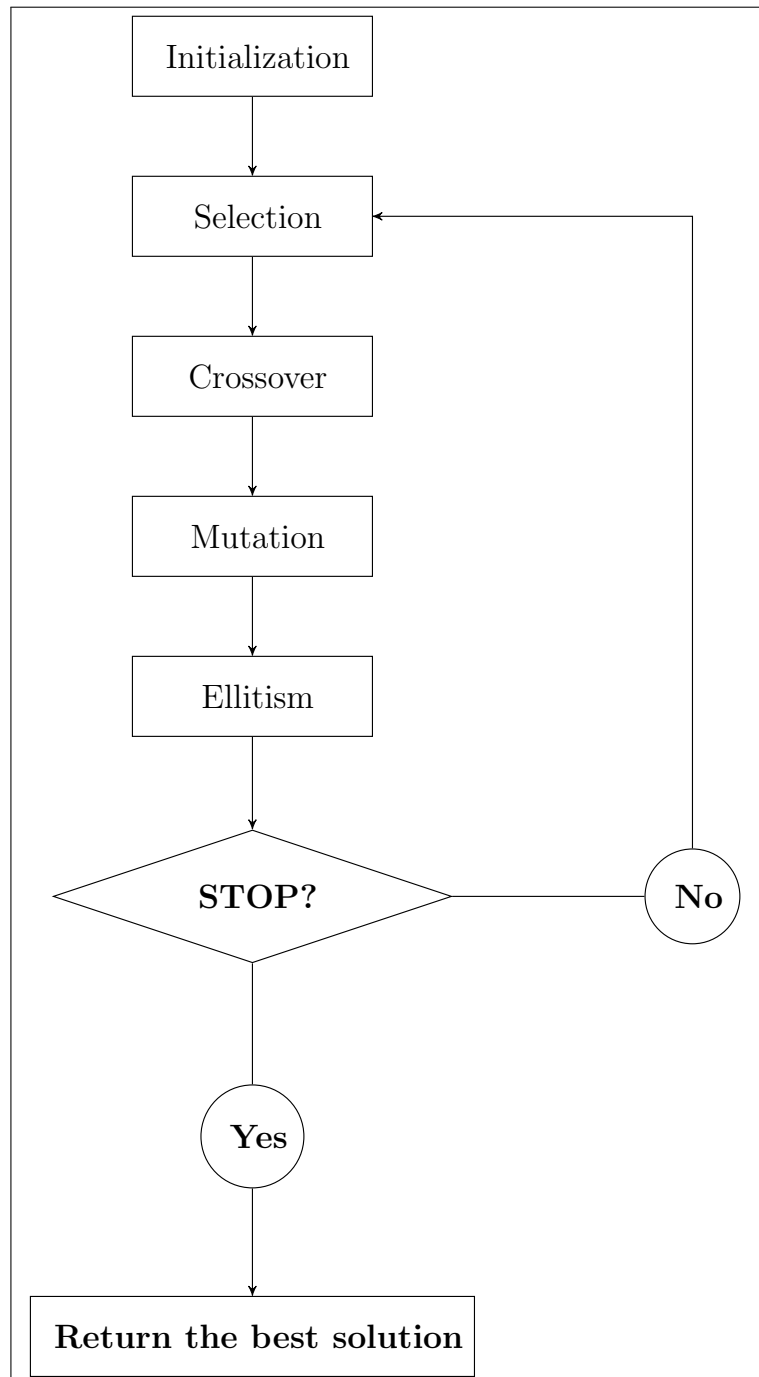 Initialization
Selection
Crossover
Mutation
Ellitism
STOP?
No
Yes
Return the best solution